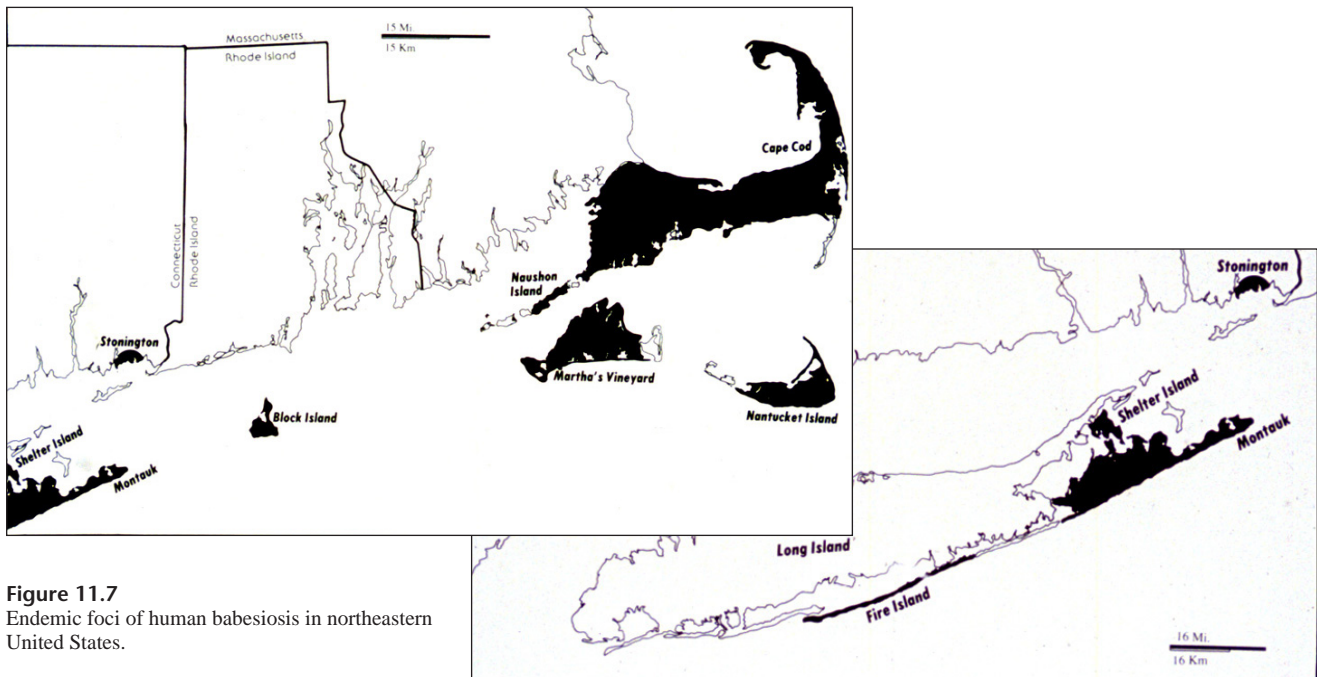 Massachusetts
Rhode Island
15 Mi.
15 Km
Cape Cod
Connecticut
Rhode Island
Naushon
Island
Stonington
Martha's Vineyard
Block Island
Nantucket Island
Shelter Island
Montauk
Stonington
Shelter Island
Montauk
Long Island
Fire Island
16 Mi.
16 Km
Figure 11.7
Endemic foci of human babesiosis in northeastern
United States.